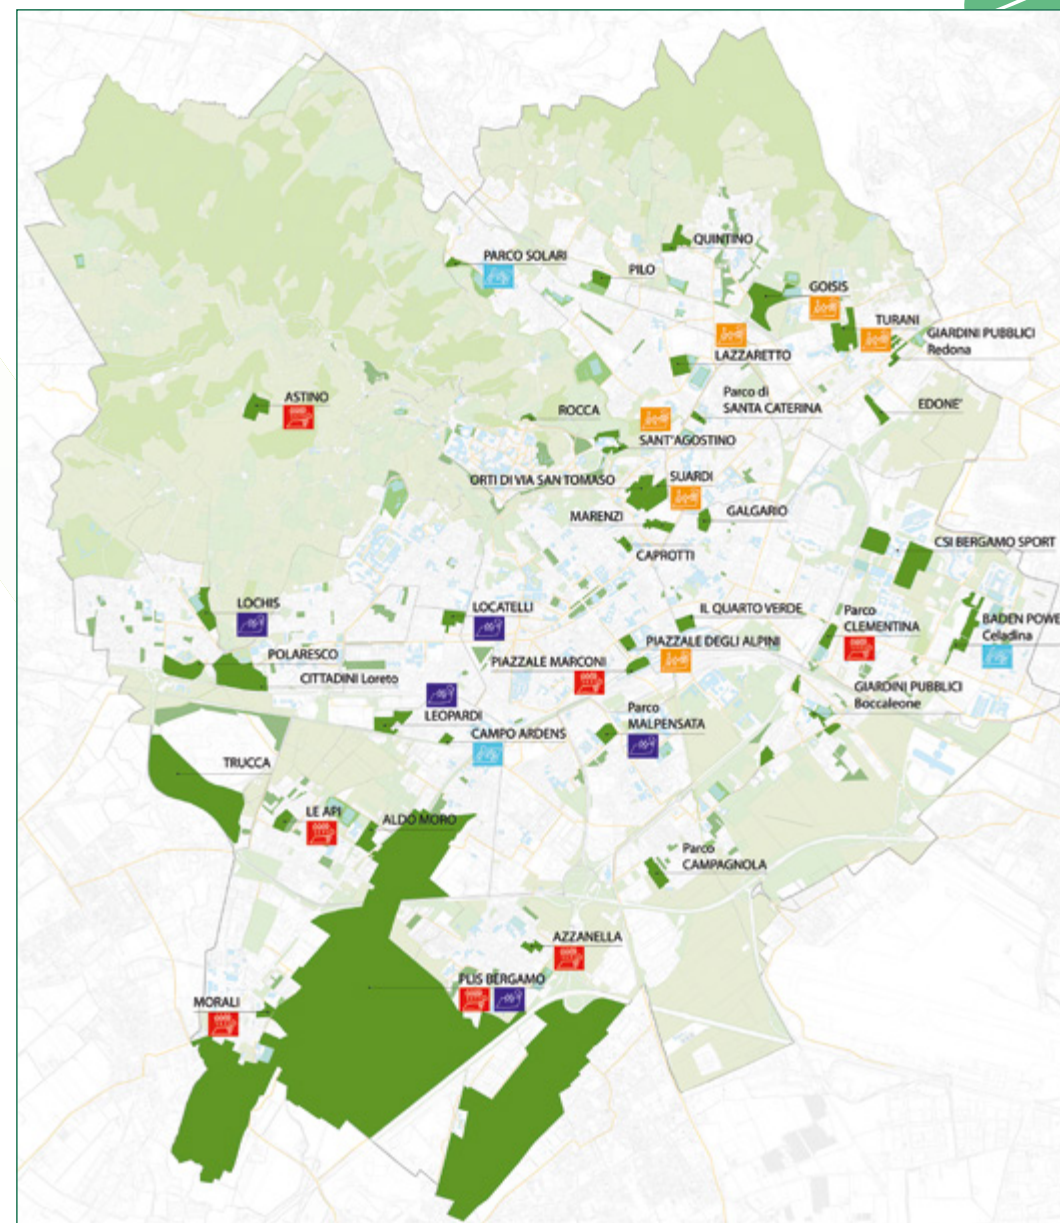 QUINTINO
PARCO SOLARI
PILO
GOISIS
TURANI
GIARDINI PUBBLICI
Redona
LAZZARETTO
ASTINO
Parco di
SANTA CATERINA
EDONE'
ROCCA
SANT'AGOSTINO
ORTI DI VIA SAN TOMASO
SUARDI
MARENZI
GALGARIO
CSI BERGAMO SPORT
CAPROTTI
LOCHIS
LOCATELLI
IL QUARTO VERDE
Parco
CLEMENTINA
BADEN POWE
Celadina
PIAZZALE DEGLI ALPINI
POLARESCO
PIAZZALE MARCONI
CITTADINI Loreto
GIARDINI PUBBLICI
Boccaleone
LEOPARDI
Parco
MALPENSATA
CAMPO ARDENS
TRUCCA
LE API
ALDO MORO
Parco
CAMPAGNOLA
AZZANELLA
PLIS BERGAMO
MORALI